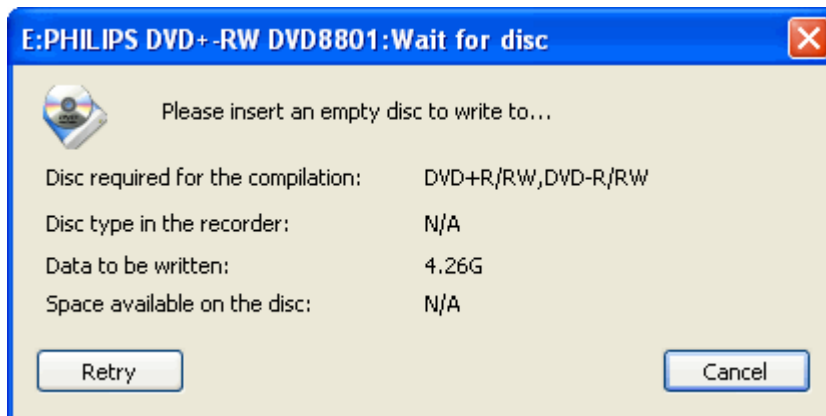 E:PHILIPS DVD+-RW DVD8801:Wait for disc
Please insert an empty disc to write to...
Disc required for the compilation: DVD+R/RW,DVD-R/RW
Disc type in the recorder: N/A
Data to be written: 4.26G
Space available on the disc: N/A
Retry Cancel